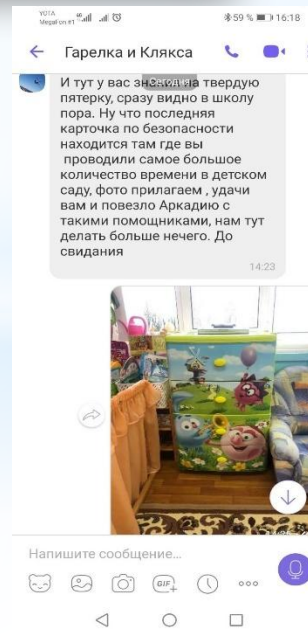 YOTA
MegaFon #1
59 % 16:18
Гарелка и Клякса
Сегодня
И тут у вас знания на твердую
пятерку, сразу видно в школу
пора. Ну что последняя
карточка по безопасности
находится там где вы
проводили самое большое
количество времени в детском
саду, фото прилагаем , удачи
вам и повезло Аркадию с
такими помощниками, нам тут
делать больше нечего. До
свидания
14:23
Напишите сообщение...
GIF